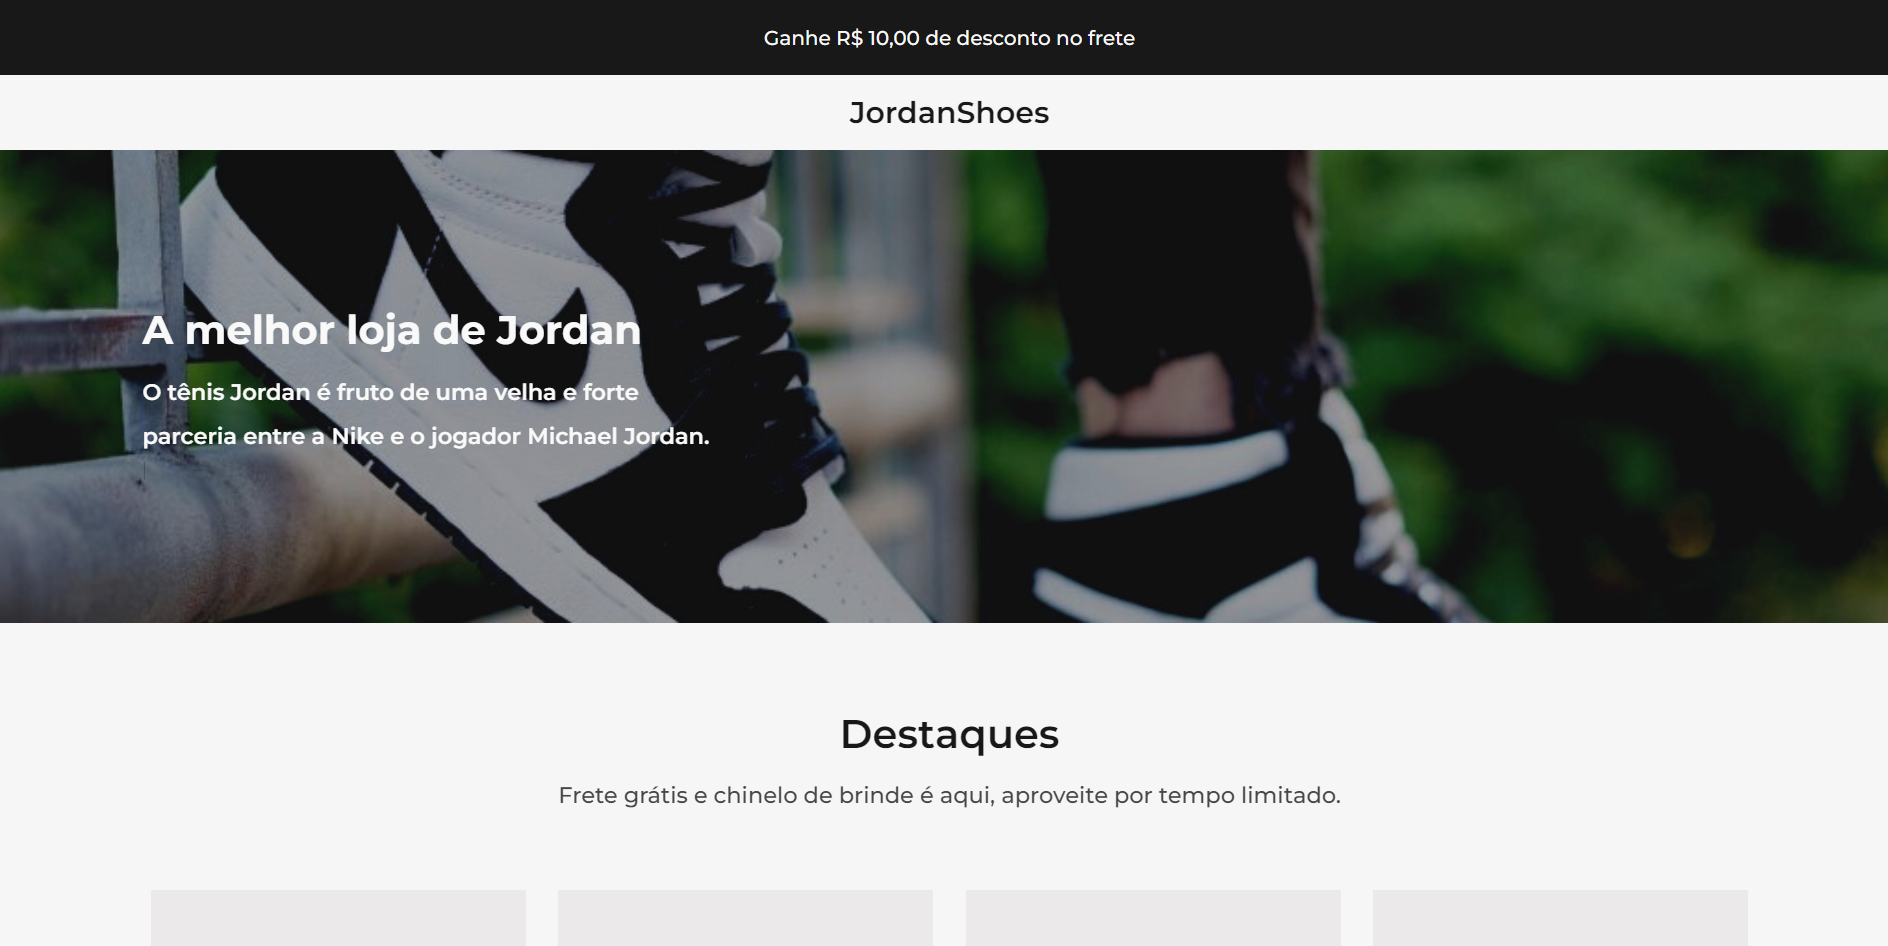 Ganhe R$ 10,00 de desconto no frete
JordanShoes
A melhor loja de Jordan
O tênis Jordan é fruto de uma velha e forte
parceria entre a Nike e o jogador Michael Jordan.
Destaques
Frete grátis e chinelo de brinde é aqui, aproveite por tempo limitado.